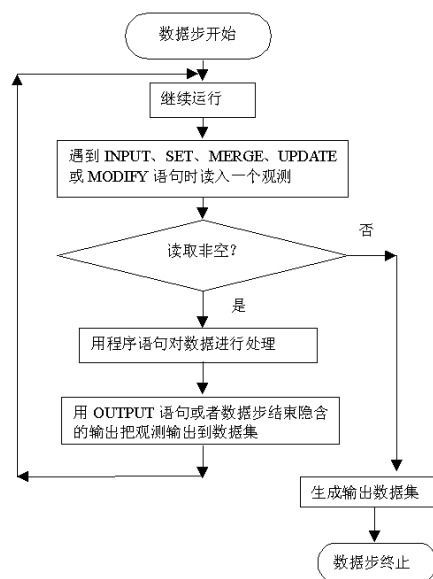 数据步开始
继续运行
遇到 INPUT、SET、MERGE、UPDATE
或 MODIFY 语句时读入一个观测
读取非空？
否
是
用程序语句对数据进行处理
用 OUTPUT 语句或者数据步结束隐含
的输出把观测输出到数据集
生成输出数据集
数据步终止